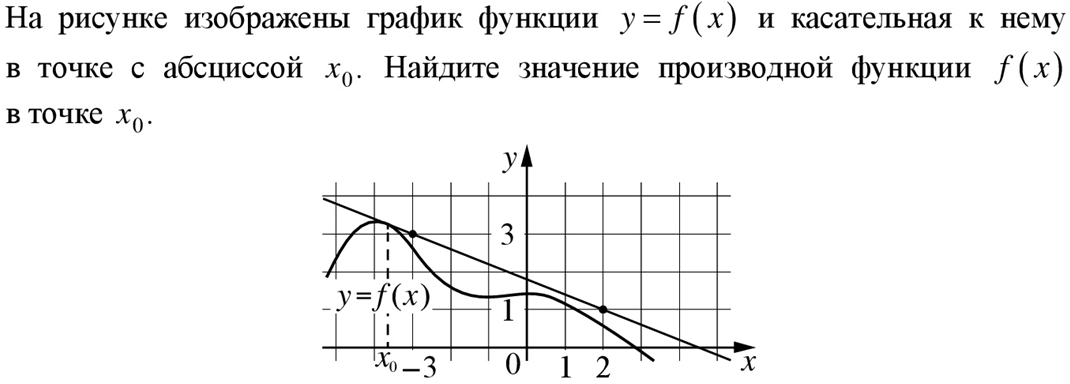 На рисунке изображены график функции y = f(x) и касательная к нему
в точке с абсциссой x₀. Найдите значение производной функции f(x)
в точке x₀.
y
3
y=f(x)
1
x₀ −3 0 1 2 x